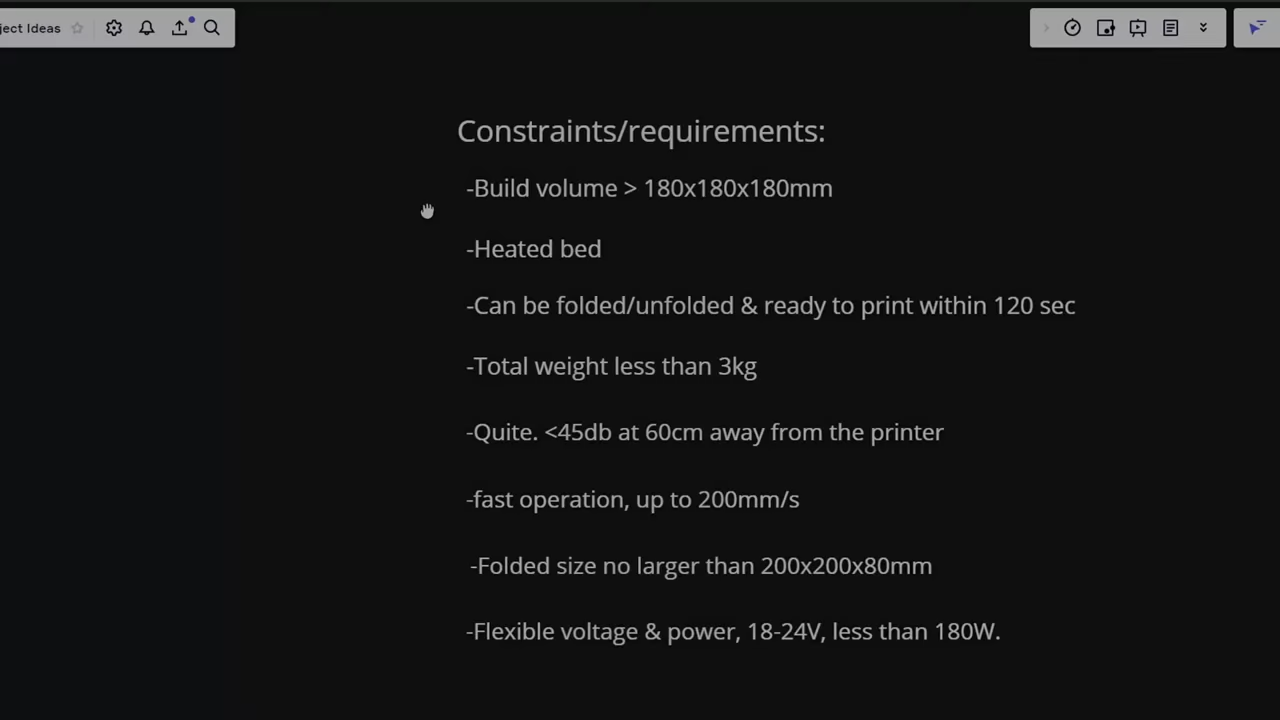 ject Ideas
Constraints/requirements:
-Build volume > 180x180x180mm
-Heated bed
-Can be folded/unfolded & ready to print within 120 sec
-Total weight less than 3kg
-Quite. <45db at 60cm away from the printer
-fast operation, up to 200mm/s
-Folded size no larger than 200x200x80mm
-Flexible voltage & power, 18-24V, less than 180W.